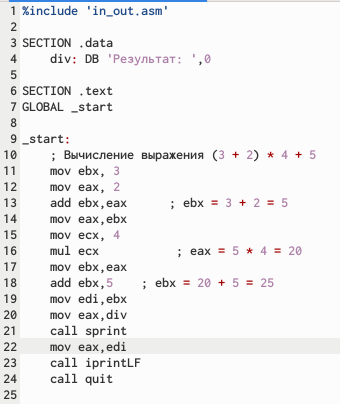 1 %include 'in_out.asm'
2
3 SECTION .data
4     div: DB 'Результат: ',0
5
6 SECTION .text
7 GLOBAL _start
8
9 _start:
10     ; Вычисление выражения (3 + 2) * 4 + 5
11     mov ebx, 3
12     mov eax, 2
13     add ebx,eax      ; ebx = 3 + 2 = 5
14     mov eax,ebx
15     mov ecx, 4
16     mul ecx           ; eax = 5 * 4 = 20
17     mov ebx,eax
18     add ebx,5    ; ebx = 20 + 5 = 25
19     mov edi,ebx
20     mov eax,div
21     call sprint
22     mov eax,edi
23     call iprintLF
24     call quit
25